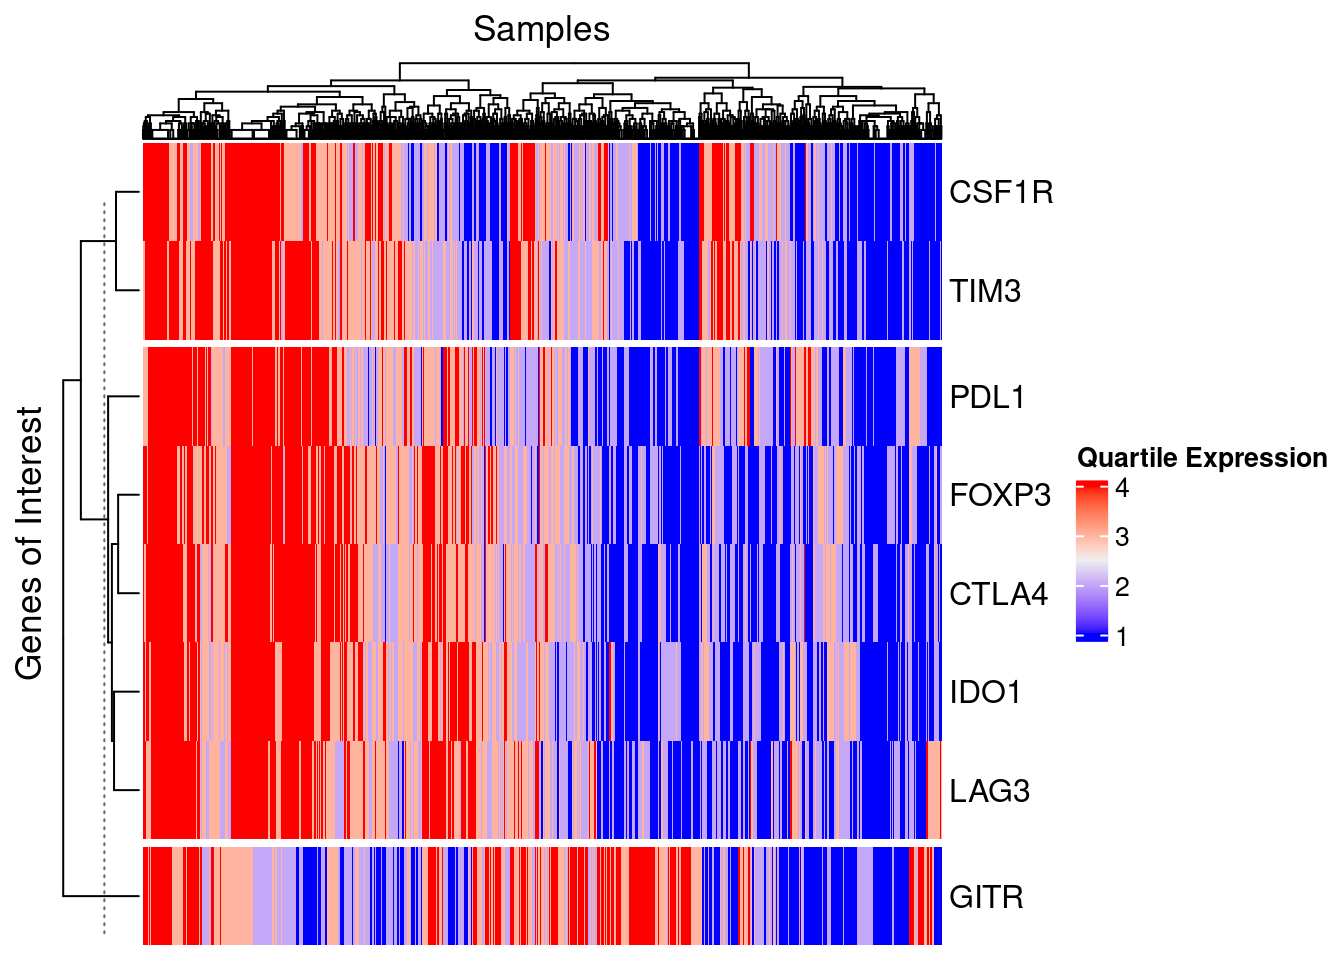 Samples
CSF1R
TIM3
PDL1
FOXP3
CTLA4
IDO1
LAG3
GITR
Genes of Interest
Quartile Expression
4
3
2
1